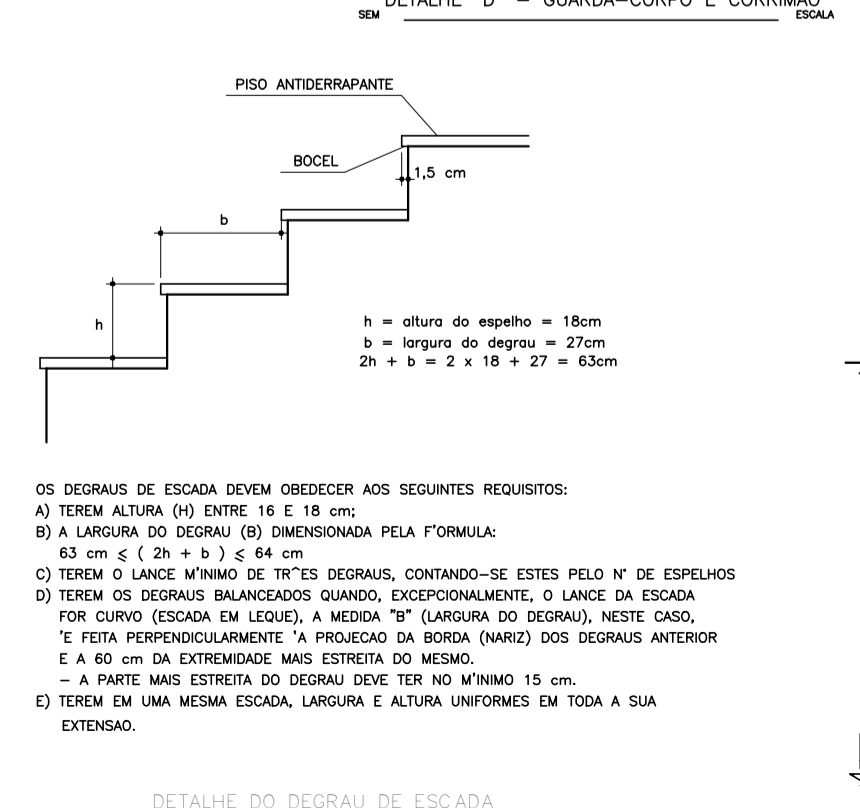 DETALHE "D" - GUARDA-CORPO E CORRIMÃO
SEM ESCALA
PISO ANTIDERRAPANTE
BOCEL
1,5 cm
b
h
h = altura do espelho = 18cm
b = largura do degrau = 27cm
2h + b = 2 x 18 + 27 = 63cm
OS DEGRAUS DE ESCADA DEVEM OBEDECER AOS SEGUINTES REQUISITOS:
A) TEREM ALTURA (H) ENTRE 16 E 18 cm;
B) A LARGURA DO DEGRAU (B) DIMENSIONADA PELA F'ORMULA:
63 cm ⩽ ( 2h + b ) ⩽ 64 cm
C) TEREM O LANCE M'INIMO DE TR^ES DEGRAUS, CONTANDO-SE ESTES PELO N° DE ESPELHOS
D) TEREM OS DEGRAUS BALANCEADOS QUANDO, EXCEPCIONALMENTE, O LANCE DA ESCADA
FOR CURVO (ESCADA EM LEQUE), A MEDIDA "B" (LARGURA DO DEGRAU), NESTE CASO,
'E FEITA PERPENDICULARMENTE 'A PROJECAO DA BORDA (NARIZ) DOS DEGRAUS ANTERIOR
E A 60 cm DA EXTREMIDADE MAIS ESTREITA DO MESMO.
- A PARTE MAIS ESTREITA DO DEGRAU DEVE TER NO M'INIMO 15 cm.
E) TEREM EM UMA MESMA ESCADA, LARGURA E ALTURA UNIFORMES EM TODA A SUA
EXTENSAO.
DETALHE DO DEGRAU DE ESCADA